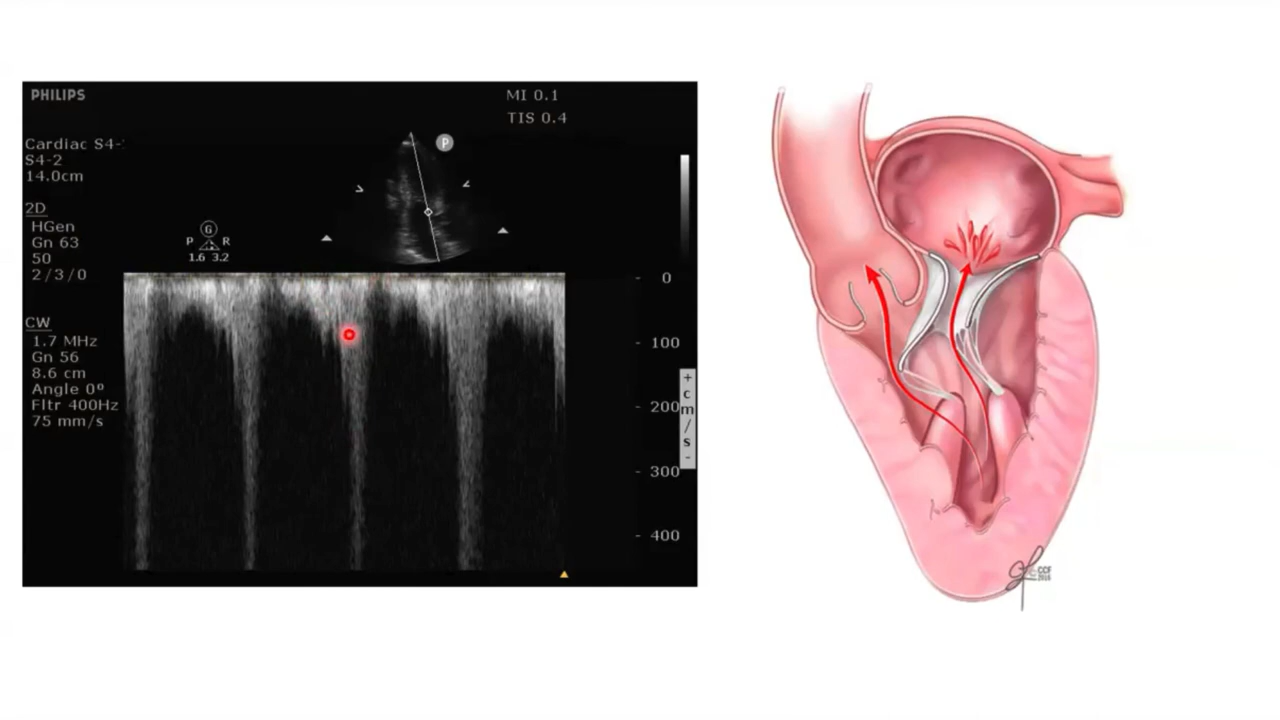 PHILIPS
MI 0.1
TIS 0.4
Cardiac S4-
S4-2
14.0cm
2D
HGen
Gn 63
50
2/3/0
P
G
P R
1.6 3.2
CW
1.7 MHz
Gn 56
8.6 cm
Angle 0°
Fltr 400Hz
75 mm/s
0
100
200
300
400
+
cm/s
-
CCF
2016